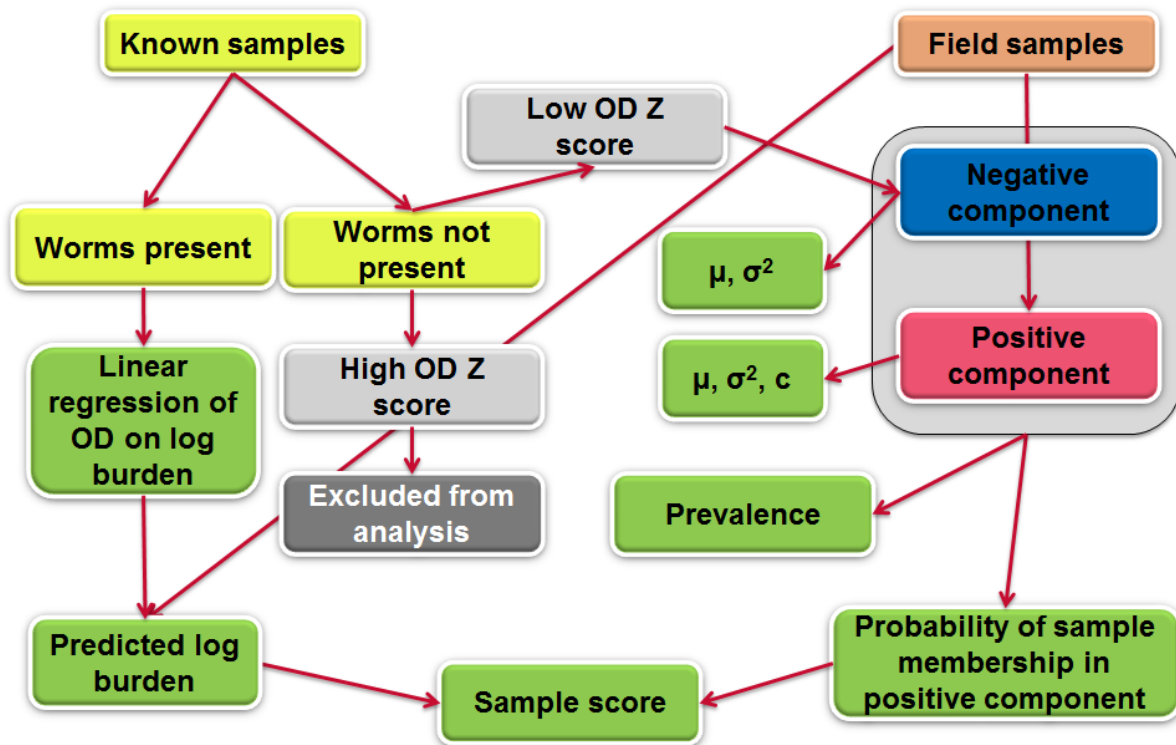 Known samples
Field samples
Low OD Z
score
Negative
component
Worms present
Worms not
present
μ, σ²
Positive
component
Linear
regression of
OD on log
burden
High OD Z
score
μ, σ², c
Excluded from
analysis
Prevalence
Predicted log
burden
Sample score
Probability of sample
membership in
positive component